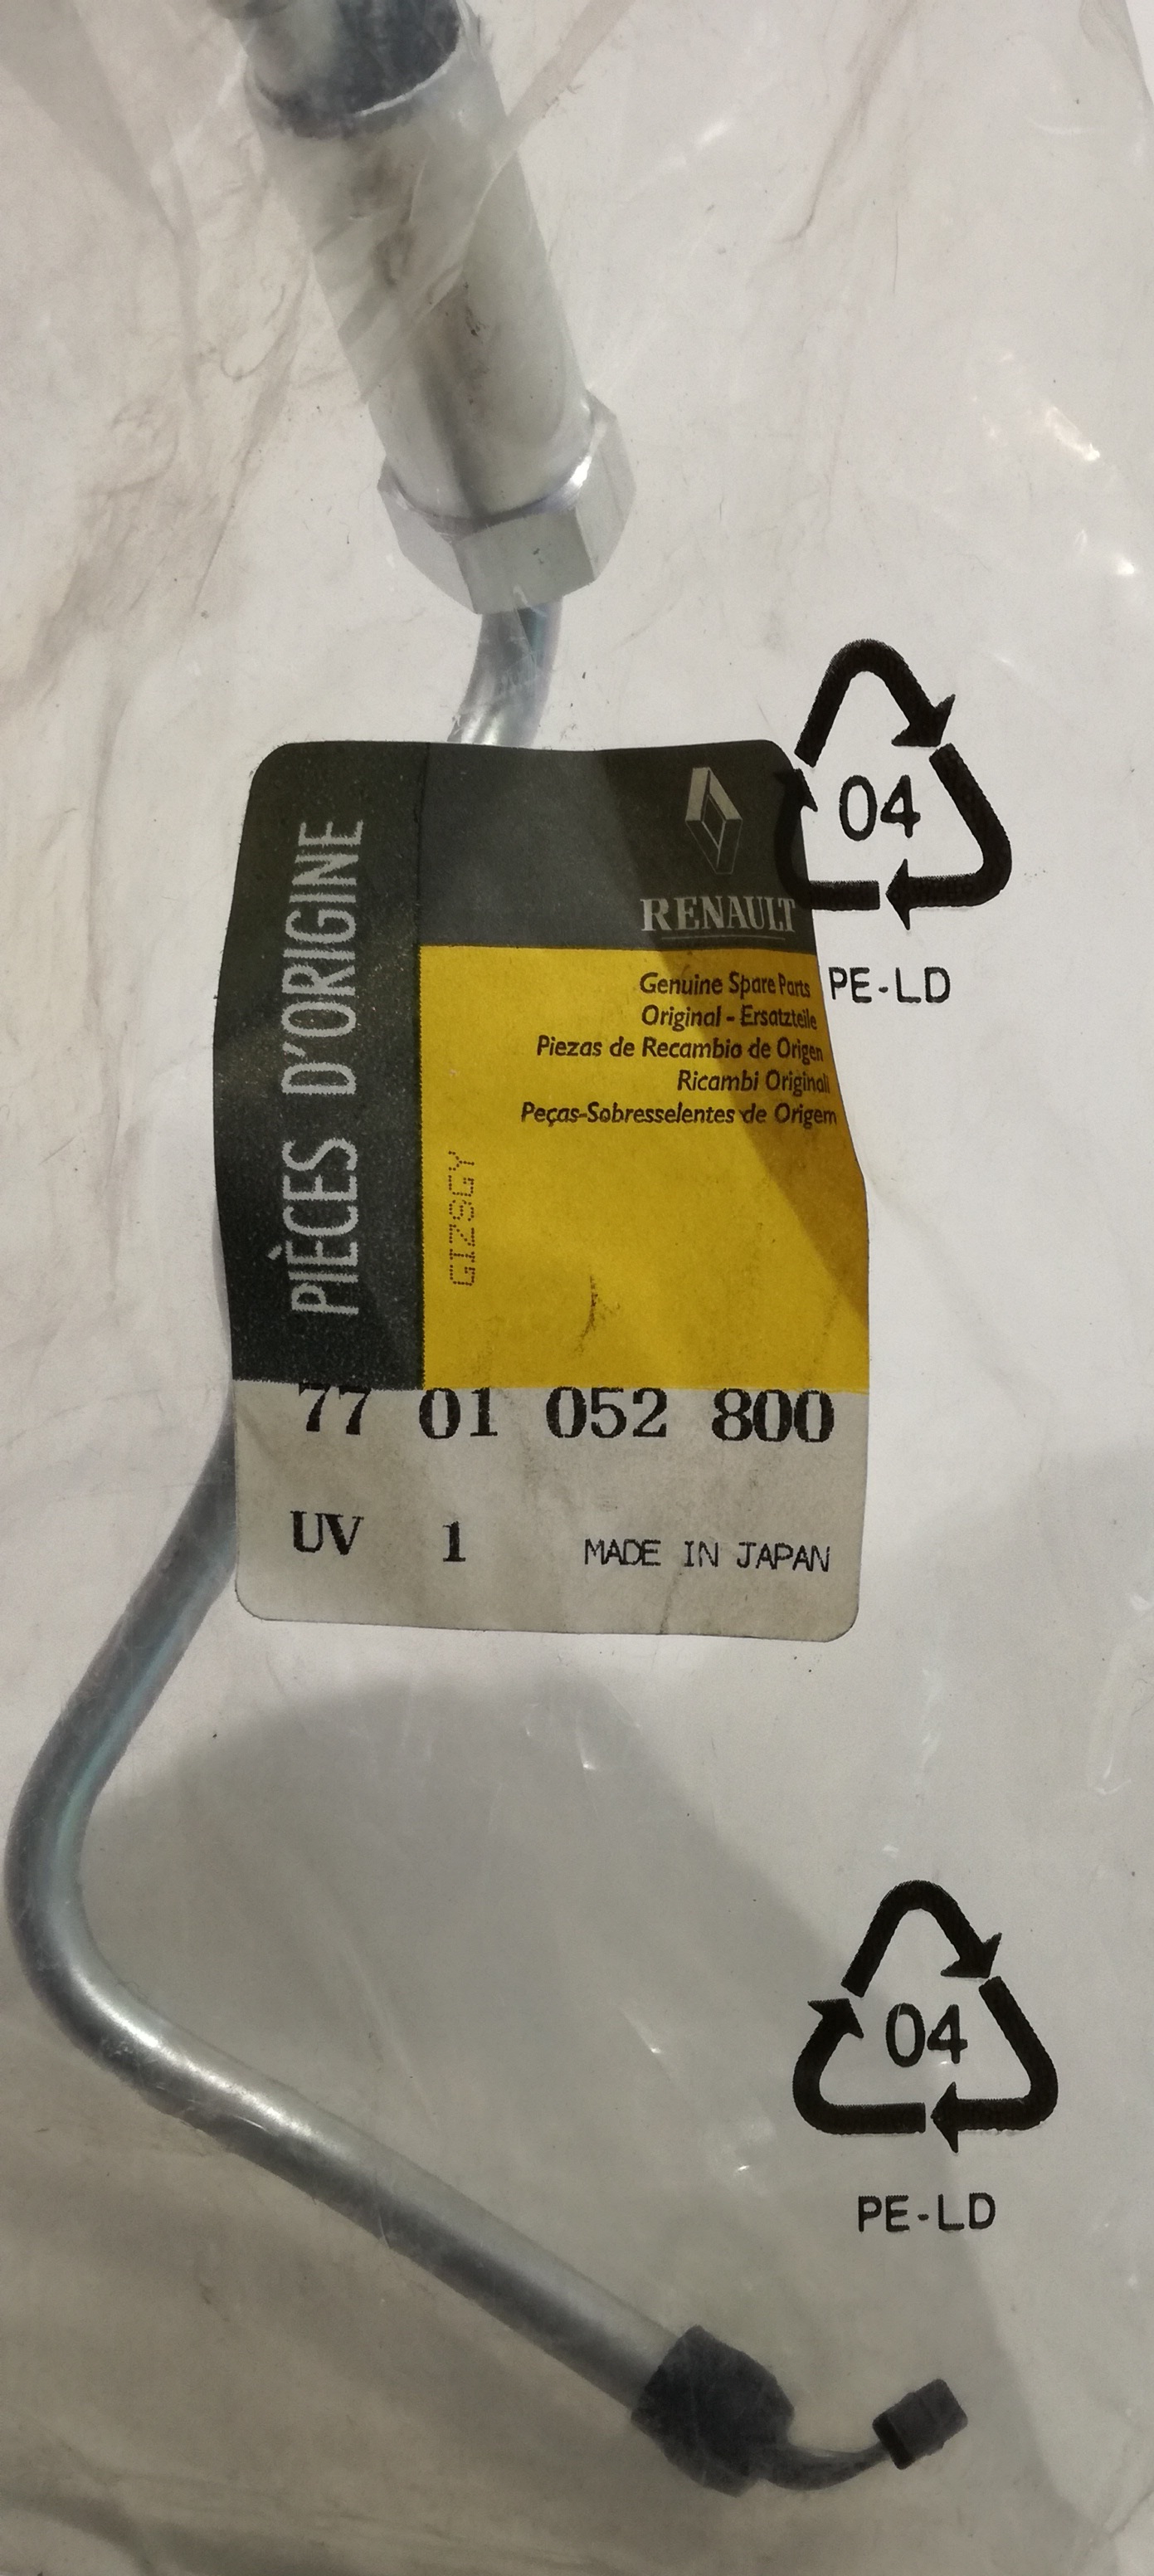 04
PE-LD
PIÈCES D'ORIGINE
RENAULT
Genuine Spare Parts
Original - Ersatzteile
Piezas de Recambio de Origen
Ricambi Originali
Peças-Sobresselentes de Origem
GIZSGY
77 01 052 800
UV 1 MADE IN JAPAN
04
PE-LD